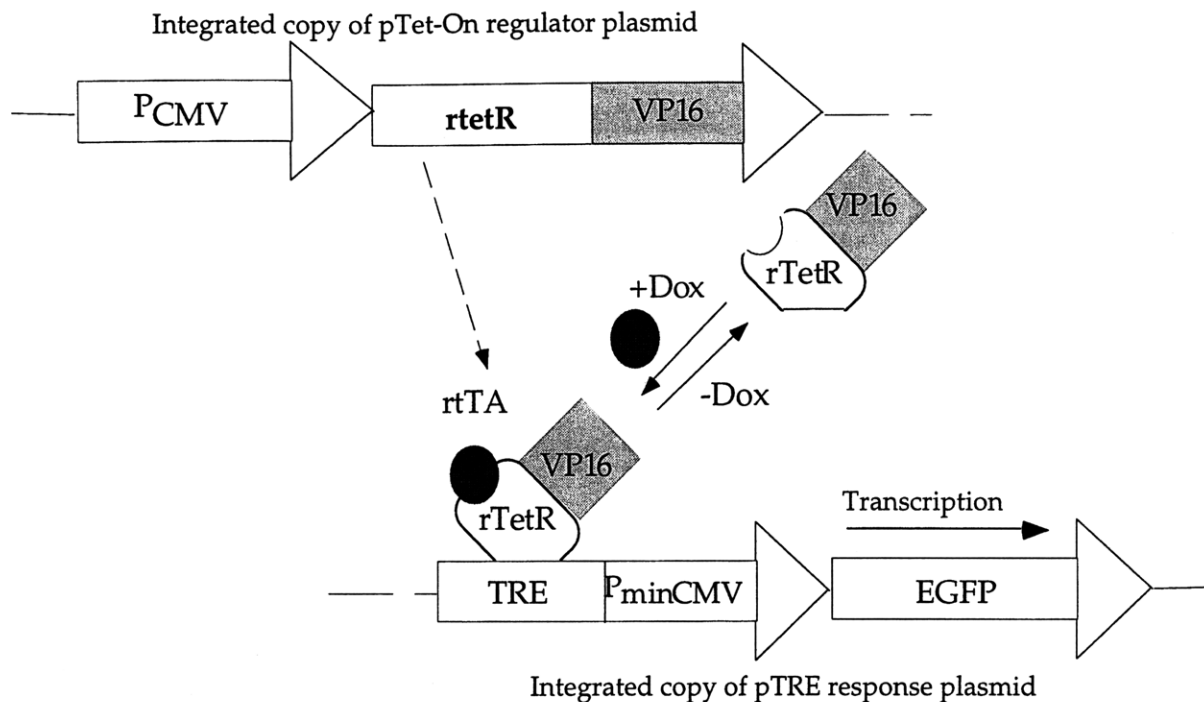 Integrated copy of pTet-On regulator plasmid
PCMV
rtetR
VP16
VP16
rTetR
+Dox
-Dox
rtTA
VP16
rTetR
Transcription
TRE
PminCMV
EGFP
Integrated copy of pTRE response plasmid